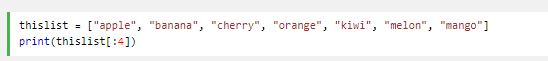 thislist = ["apple", "banana", "cherry", "orange", "kiwi", "melon", "mango"]
print(thislist[:4])